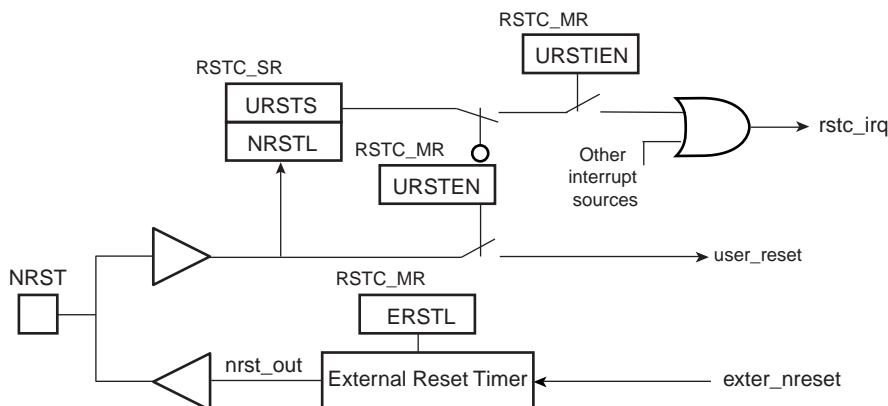 RSTC_MR
URSTIEN
RSTC_SR
URSTS
NRSTL
rstc_irq
RSTC_MR
URSTEN
Other
interrupt
sources
NRST
user_reset
RSTC_MR
ERSTL
nrst_out
External Reset Timer
exter_nreset